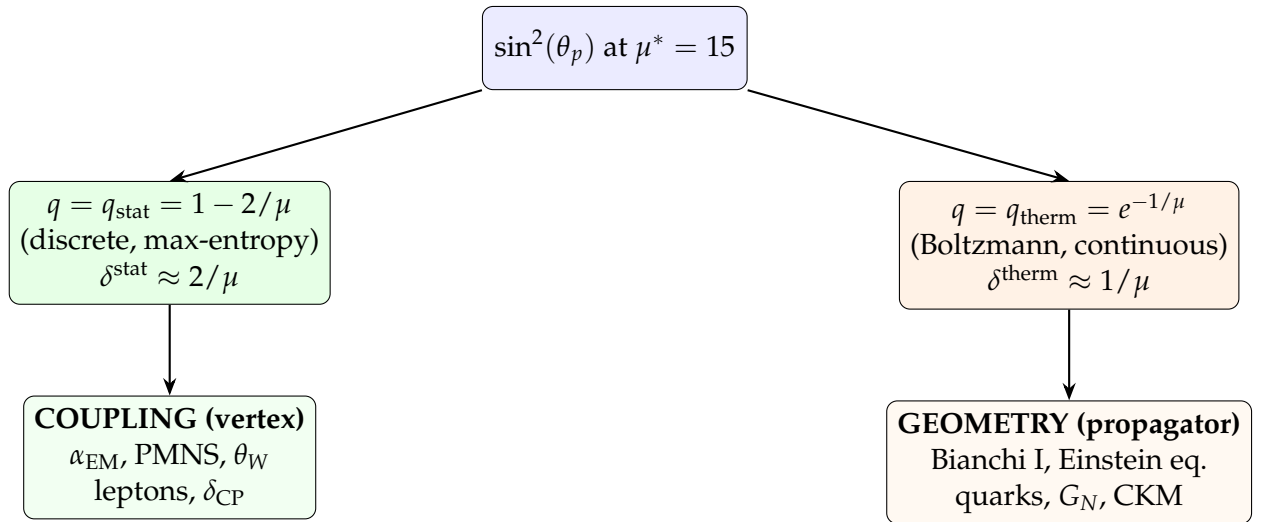 sin²(θₚ) at μ* = 15
q = q_stat = 1 − 2/μ
(discrete, max-entropy)
δ^stat ≈ 2/μ
q = q_therm = e^{−1/μ}
(Boltzmann, continuous)
δ^therm ≈ 1/μ
COUPLING (vertex)
α_EM, PMNS, θ_W
leptons, δ_CP
GEOMETRY (propagator)
Bianchi I, Einstein eq.
quarks, G_N, CKM